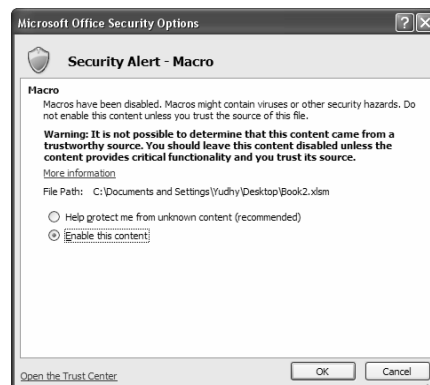 Microsoft Office Security Options
Security Alert - Macro
Macro
Macros have been disabled. Macros might contain viruses or other security hazards. Do
not enable this content unless you trust the source of this file.
Warning: It is not possible to determine that this content came from a
trustworthy source. You should leave this content disabled unless the
content provides critical functionality and you trust its source.
More information
File Path: C:\Documents and Settings\Yudhy\Desktop\Book2.xlsm
Help protect me from unknown content (recommended)
Enable this content
Open the Trust Center
OK
Cancel